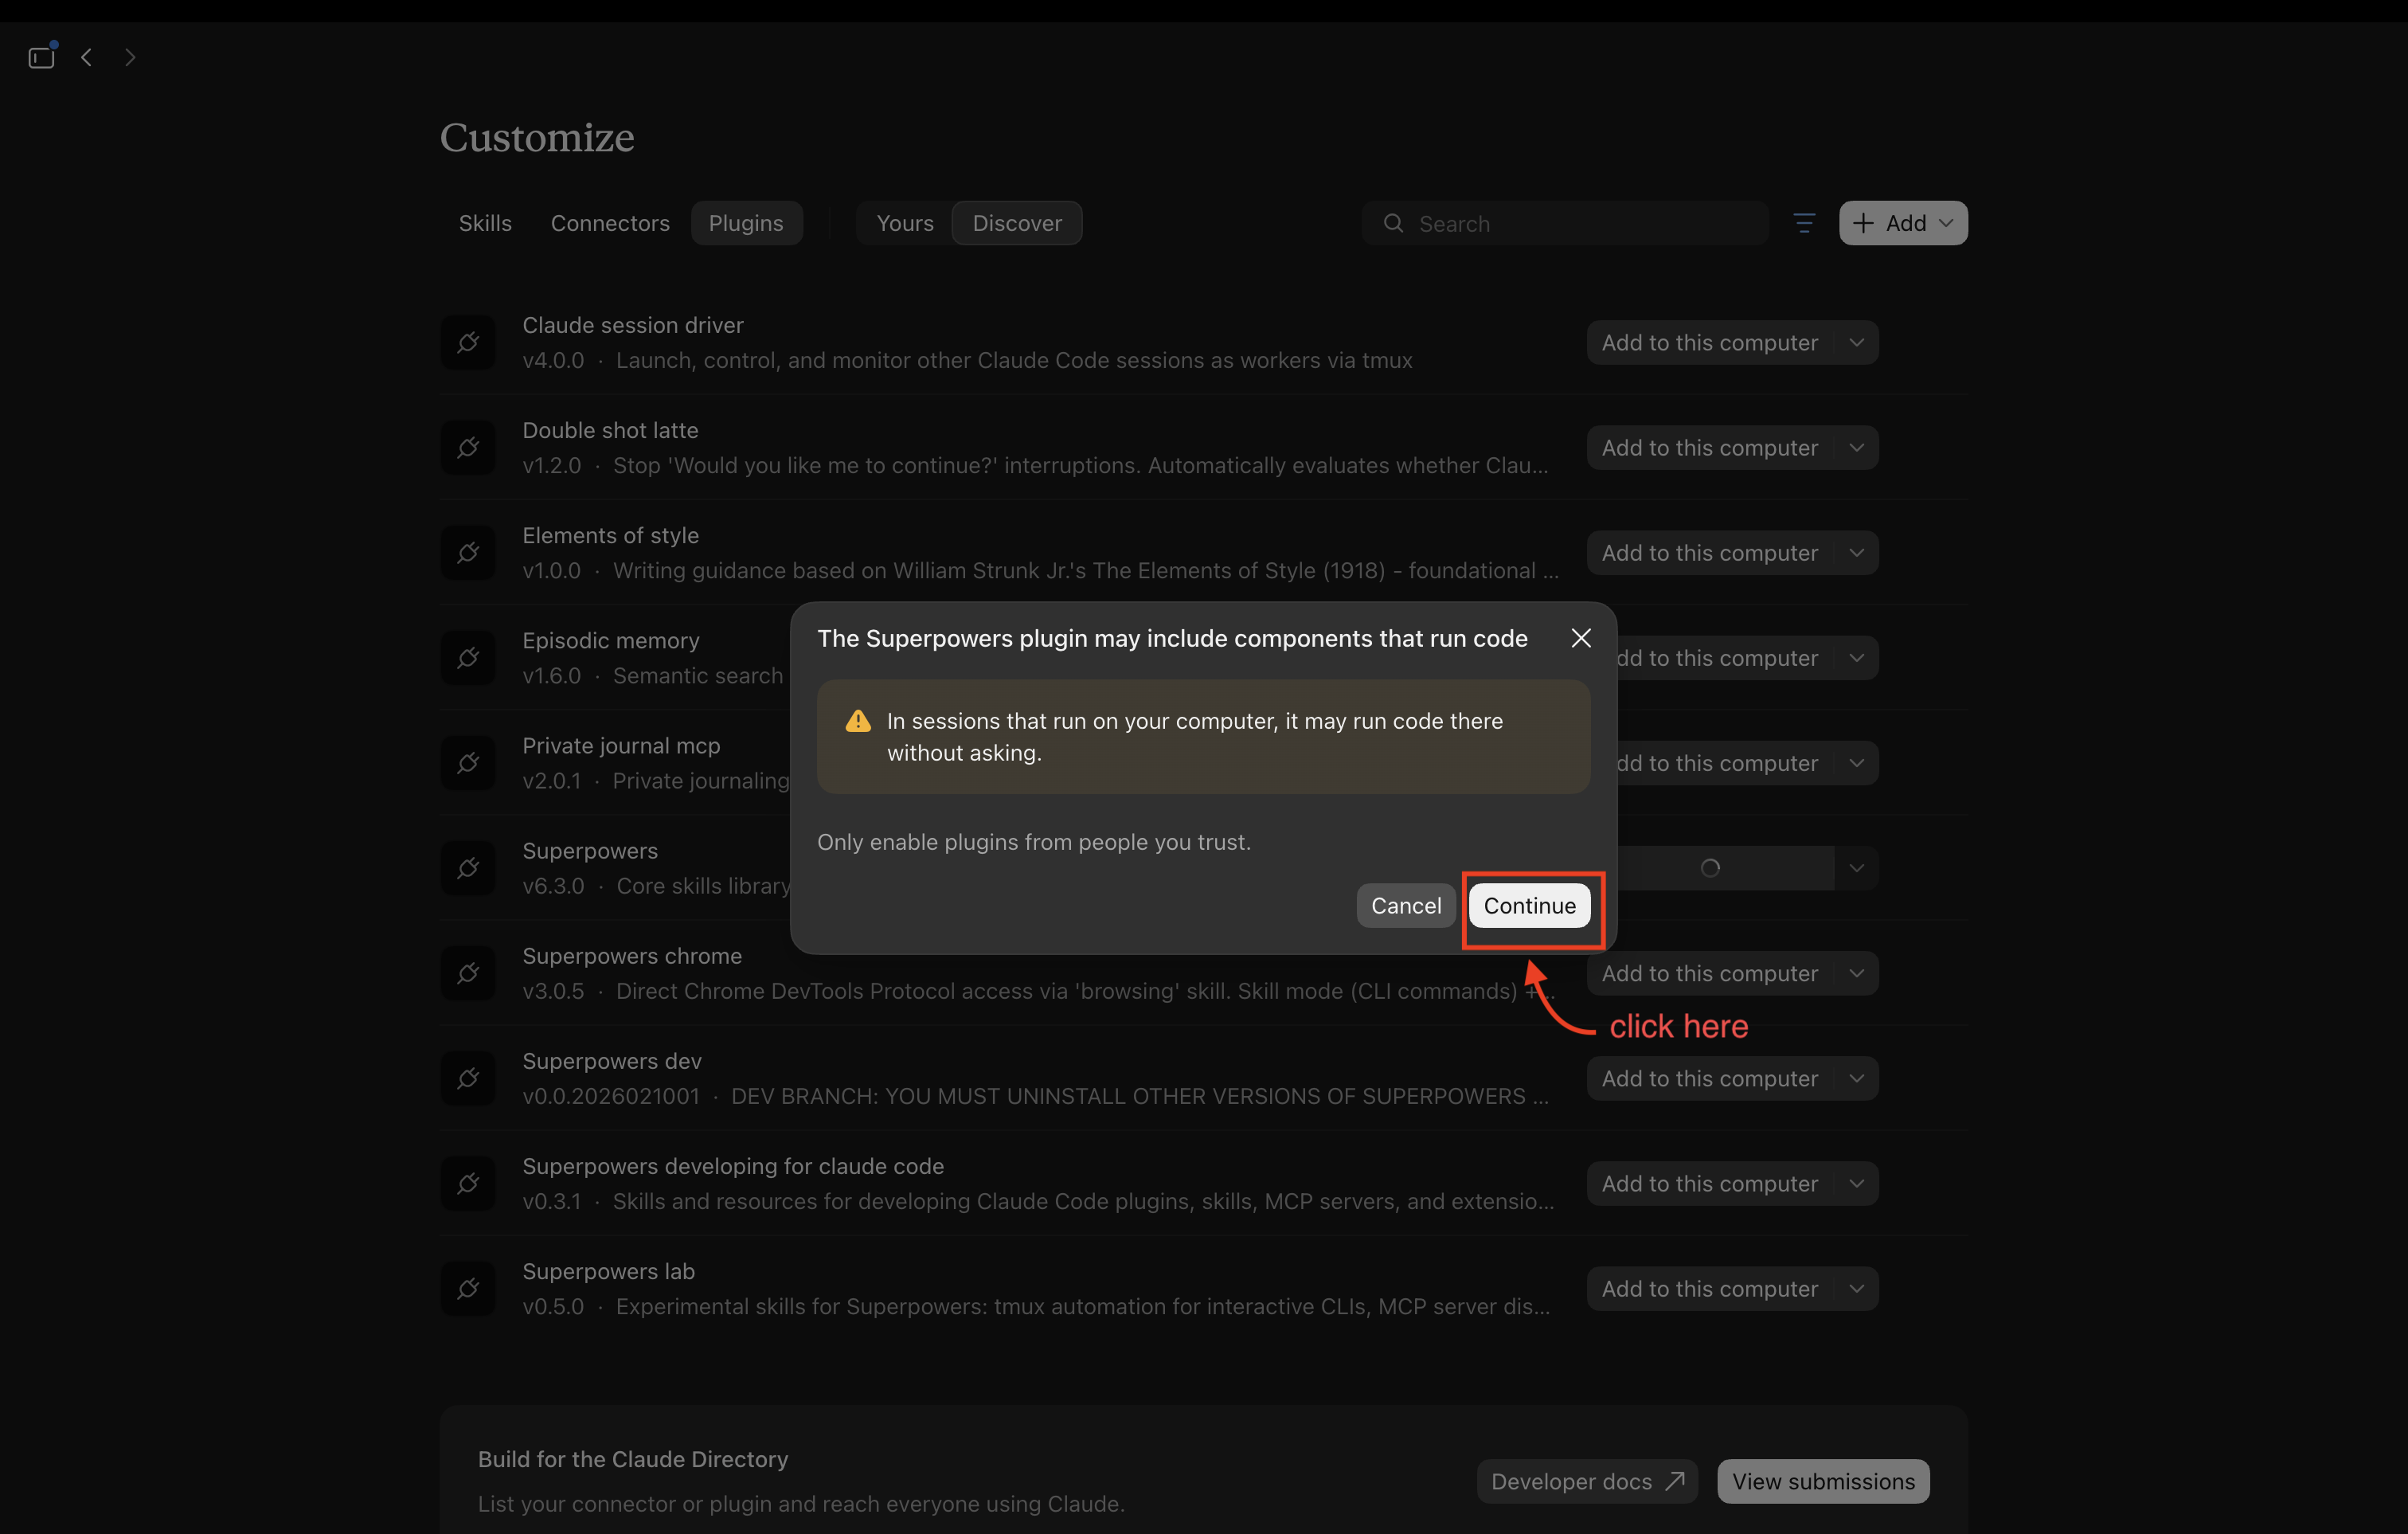 Customize
Skills Connectors Plugins Yours Discover Search Add
Claude session driver
v4.0.0 · Launch, control, and monitor other Claude Code sessions as workers via tmux
Add to this computer
Double shot latte
v1.2.0 · Stop 'Would you like me to continue?' interruptions. Automatically evaluates whether Clau...
Add to this computer
Elements of style
v1.0.0 · Writing guidance based on William Strunk Jr.'s The Elements of Style (1918) - foundational ...
Add to this computer
Episodic memory
v1.6.0 · Semantic search
dd to this computer
Private journal mcp
v2.0.1 · Private journaling
dd to this computer
Superpowers
v6.3.0 · Core skills library
The Superpowers plugin may include components that run code
In sessions that run on your computer, it may run code there
without asking.
Only enable plugins from people you trust.
Cancel Continue
click here
Superpowers chrome
v3.0.5 · Direct Chrome DevTools Protocol access via 'browsing' skill. Skill mode (CLI commands) +...
Add to this computer
Superpowers dev
v0.0.2026021001 · DEV BRANCH: YOU MUST UNINSTALL OTHER VERSIONS OF SUPERPOWERS ...
Add to this computer
Superpowers developing for claude code
v0.3.1 · Skills and resources for developing Claude Code plugins, skills, MCP servers, and extensio...
Add to this computer
Superpowers lab
v0.5.0 · Experimental skills for Superpowers: tmux automation for interactive CLIs, MCP server dis...
Add to this computer
Build for the Claude Directory
List your connector or plugin and reach everyone using Claude.
Developer docs View submissions